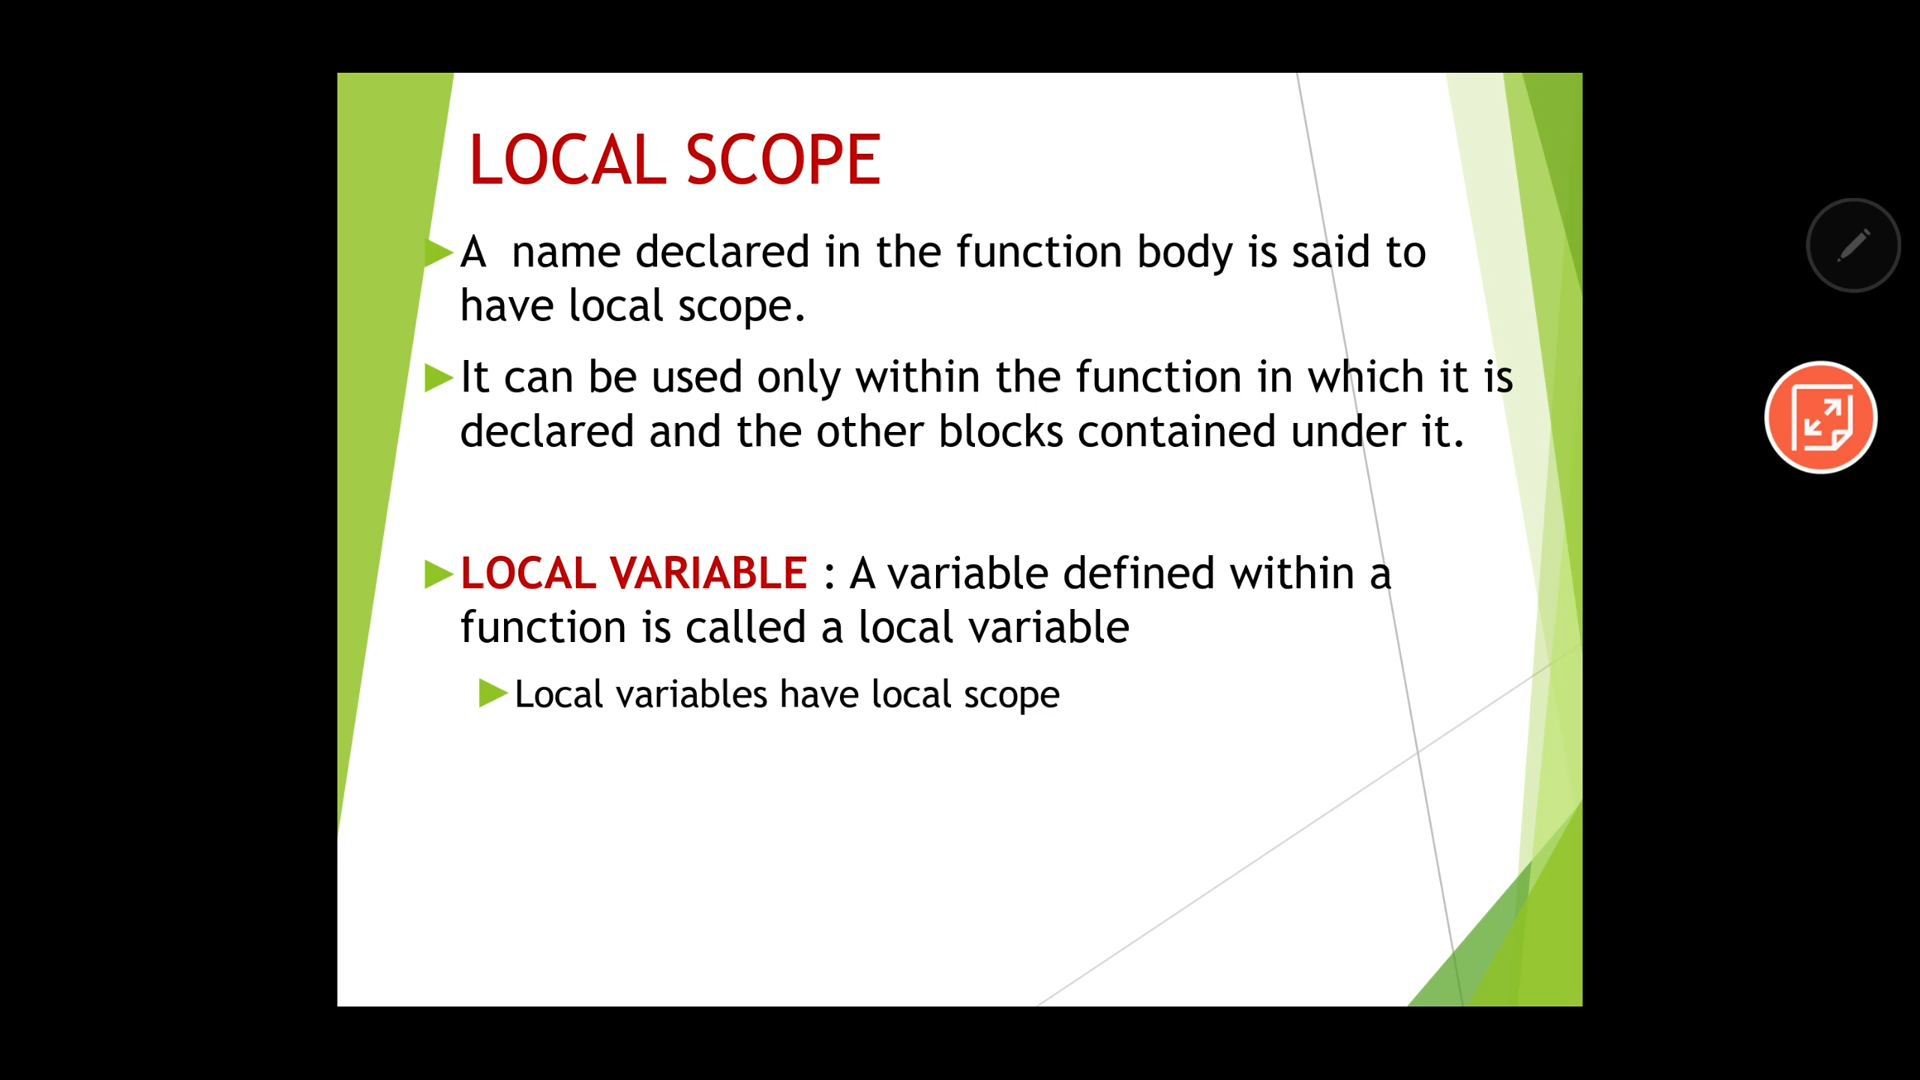 LOCAL SCOPE
A name declared in the function body is said to
have local scope.
It can be used only within the function in which it is
declared and the other blocks contained under it.
LOCAL VARIABLE : A variable defined within a
function is called a local variable
Local variables have local scope